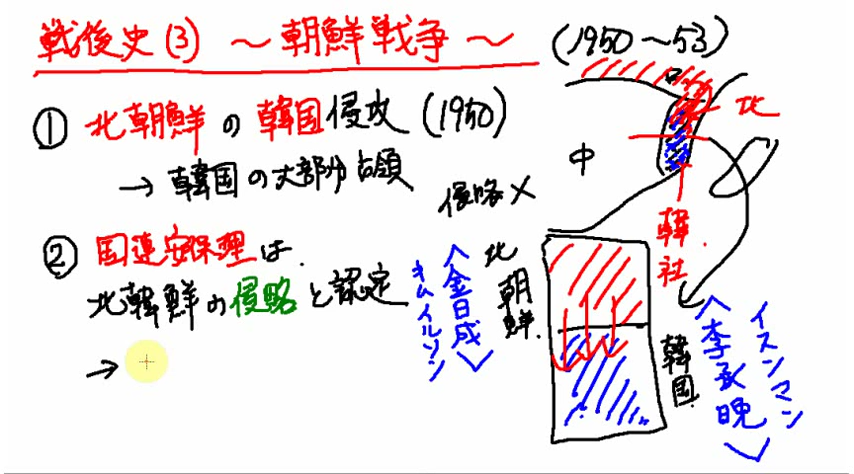 戦後史(3) ～朝鮮戦争～ (1950～53)
① 北朝鮮の韓国侵攻 (1950)
→ 韓国の大部分占領
侵略×
② 国連安保理は
北韓鮮の侵略と認定
→
ロ
北
中
韓
社
北朝鮮
〈金日成〉
キムイルソン
韓国
〈李承晩〉
イスンマン